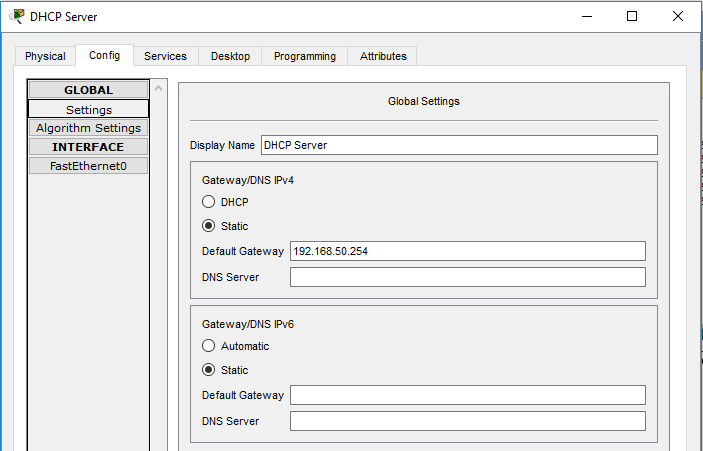 DHCP Server
Physical Config Services Desktop Programming Attributes
GLOBAL
Settings
Algorithm Settings
INTERFACE
FastEthernet0
Global Settings
Display Name DHCP Server
Gateway/DNS IPv4
DHCP
Static
Default Gateway 192.168.50.254
DNS Server
Gateway/DNS IPv6
Automatic
Static
Default Gateway
DNS Server